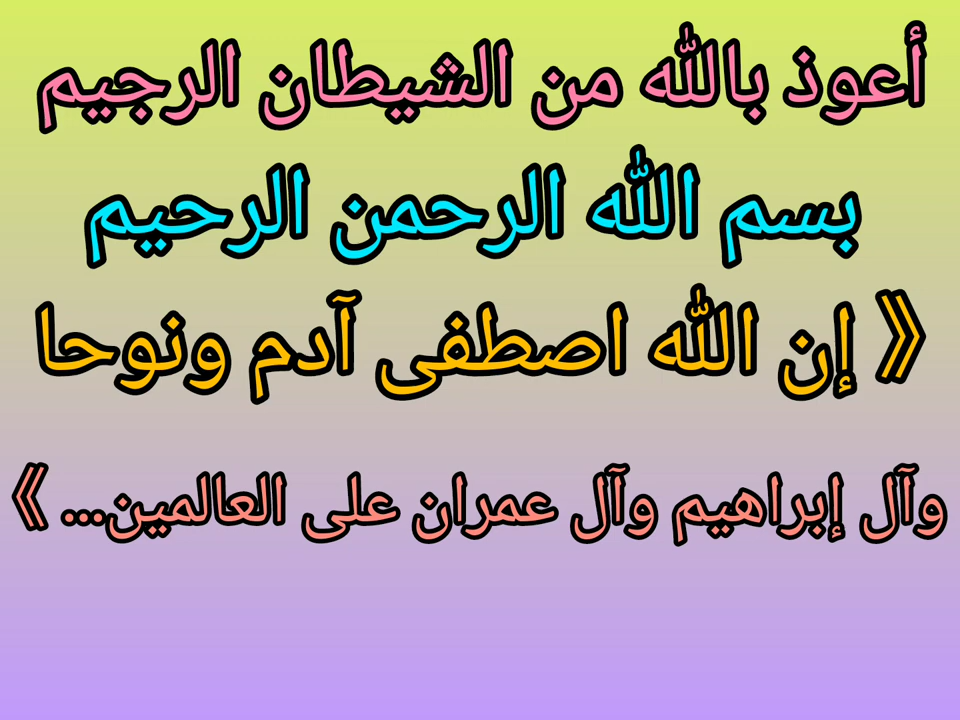 أعوذ بالله من الشيطان الرجيم
بسم الله الرحمن الرحيم
《 إن الله اصطفى آدم ونوحا
وآل إبراهيم وآل عمران على العالمين... 》